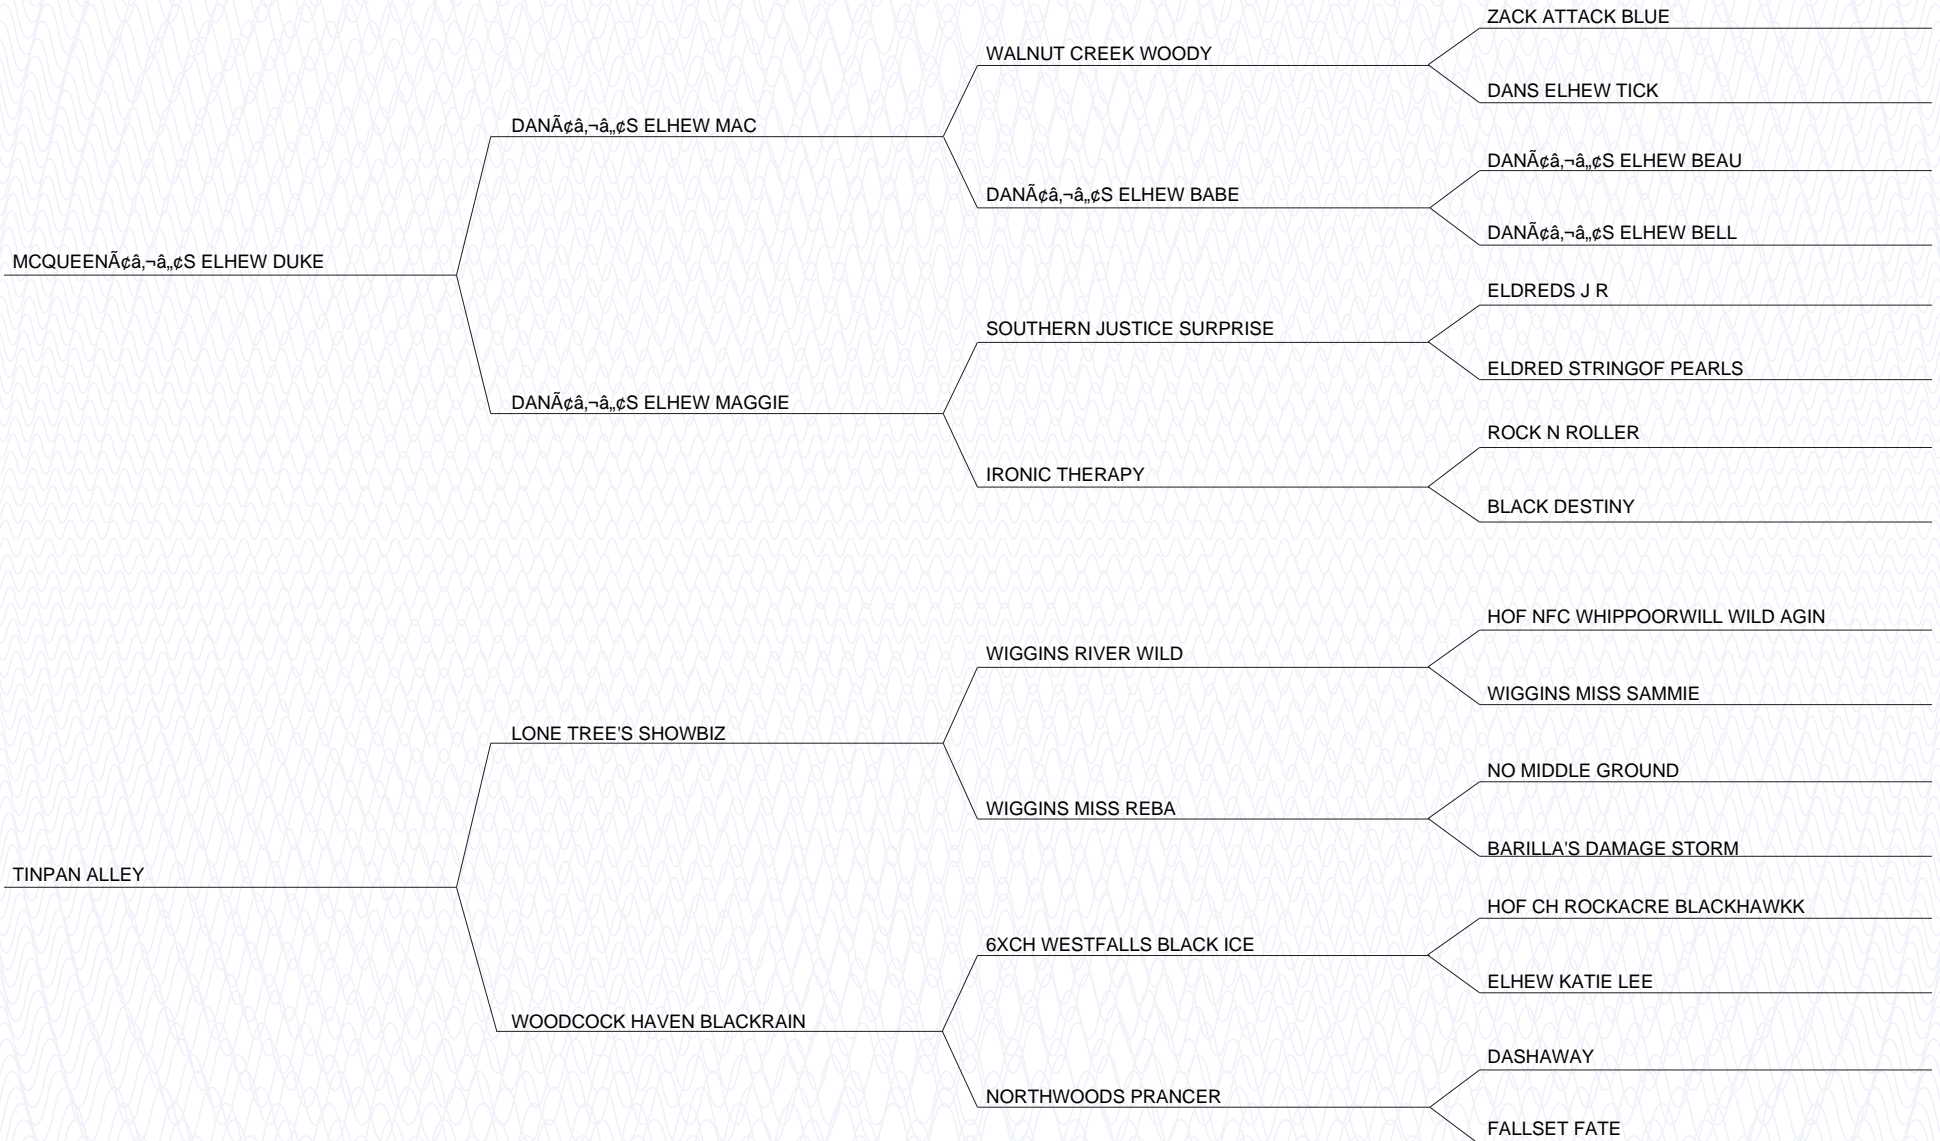 ZACK ATTACK BLUE
WALNUT CREEK WOODY
DANS ELHEW TICK
DANÃ¢â‚¬â„¢S ELHEW MAC
DANÃ¢â‚¬â„¢S ELHEW BEAU
DANÃ¢â‚¬â„¢S ELHEW BABE
DANÃ¢â‚¬â„¢S ELHEW BELL
MCQUEENÃ¢â‚¬â„¢S ELHEW DUKE
ELDREDS J R
SOUTHERN JUSTICE SURPRISE
ELDRED STRINGOF PEARLS
DANÃ¢â‚¬â„¢S ELHEW MAGGIE
ROCK N ROLLER
IRONIC THERAPY
BLACK DESTINY
HOF NFC WHIPPOORWILL WILD AGIN
WIGGINS RIVER WILD
WIGGINS MISS SAMMIE
LONE TREE'S SHOWBIZ
NO MIDDLE GROUND
WIGGINS MISS REBA
BARILLA'S DAMAGE STORM
TINPAN ALLEY
HOF CH ROCKACRE BLACKHAWKK
6XCH WESTFALLS BLACK ICE
ELHEW KATIE LEE
WOODCOCK HAVEN BLACKRAIN
DASHAWAY
NORTHWOODS PRANCER
FALLSET FATE